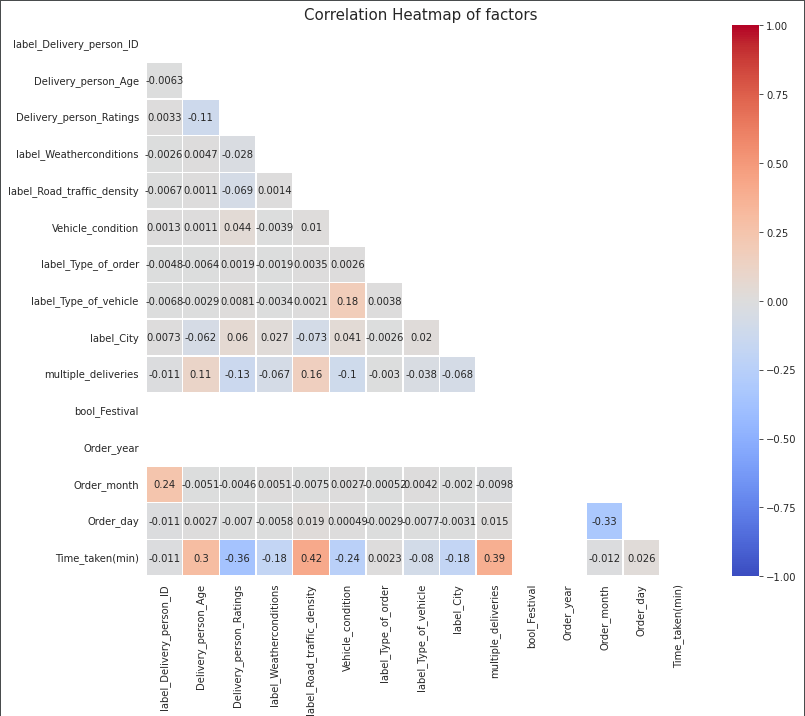 Correlation Heatmap of factors
label_Delivery_person_ID
Delivery_person_Age -0.0063
Delivery_person_Ratings 0.0033 -0.11
label_Weatherconditions -0.0026 0.0047 -0.028
label_Road_traffic_density -0.0067 0.0011 -0.069 0.0014
Vehicle_condition 0.0013 0.0011 0.044 -0.0039 0.01
label_Type_of_order -0.0048 -0.0064 0.0019 -0.0019 0.0035 0.0026
label_Type_of_vehicle -0.0068 -0.0029 0.0081 -0.0034 0.0021 0.18 0.0038
label_City 0.0073 -0.062 0.06 0.027 -0.073 0.041 -0.0026 0.02
multiple_deliveries -0.011 0.11 -0.13 -0.067 0.16 -0.1 -0.003 -0.038 -0.068
bool_Festival
Order_year
Order_month 0.24 -0.0051 -0.0046 0.0051 -0.0075 0.0027 -0.00052 0.0042 -0.002 -0.0098
Order_day -0.011 0.0027 -0.007 -0.0058 0.019 0.00049 -0.0029 -0.0077 -0.0031 0.015 -0.33
Time_taken(min) -0.011 0.3 -0.36 -0.18 0.42 -0.24 0.0023 -0.08 -0.18 0.39 -0.012 0.026
label_Delivery_person_ID
Delivery_person_Age
Delivery_person_Ratings
label_Weatherconditions
label_Road_traffic_density
Vehicle_condition
label_Type_of_order
label_Type_of_vehicle
label_City
multiple_deliveries
bool_Festival
Order_year
Order_month
Order_day
Time_taken(min)
1.00
0.75
0.50
0.25
0.00
−0.25
−0.50
−0.75
−1.00